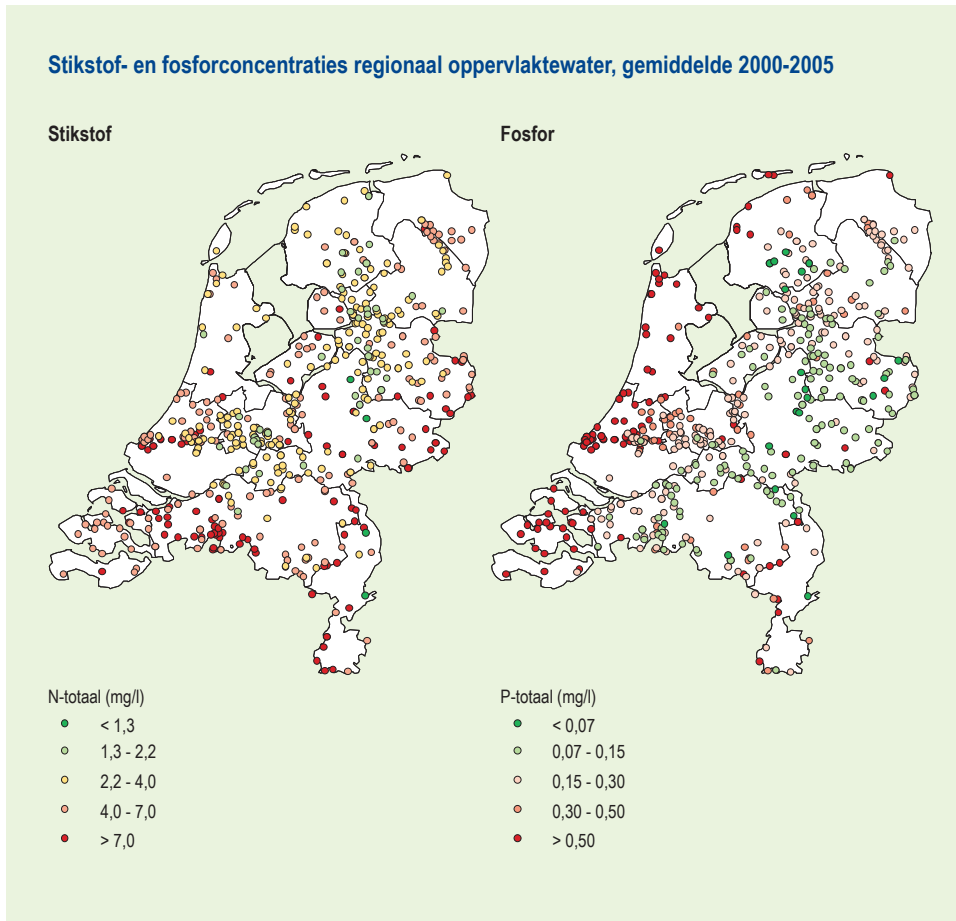 Stikstof- en fosforconcentraties regionaal oppervlaktewater, gemiddelde 2000-2005
Stikstof
Fosfor
N-totaal (mg/l)
< 1,3
1,3 - 2,2
2,2 - 4,0
4,0 - 7,0
> 7,0
P-totaal (mg/l)
< 0,07
0,07 - 0,15
0,15 - 0,30
0,30 - 0,50
> 0,50